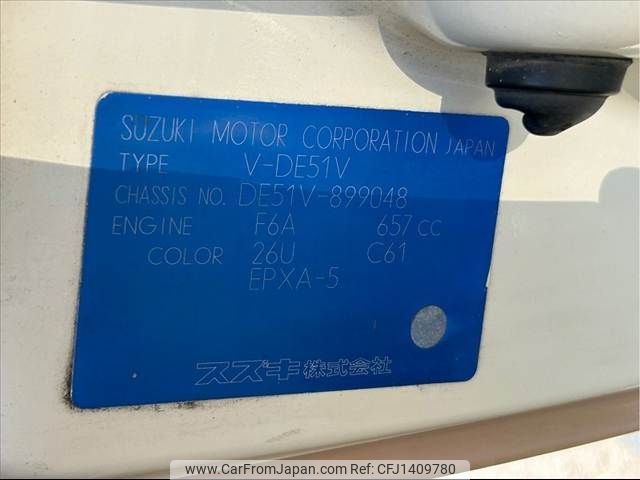 SUZUKI MOTOR CORPORATION JAPAN
TYPE V-DE51V
CHASSIS NO. DE51V-899048
ENGINE F6A 657 CC
COLOR 26U C61
EPXA-5
スズキ株式会社
www.CarFromJapan.com | © CarFromJapan | CFJ1409780